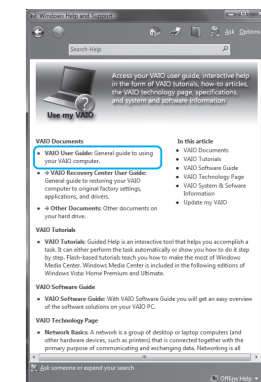 Windows Help and Support
Ask Options
Search Help
Access your VAIO user guide, interactive help
in the form of VAIO tutorials, how-to articles,
the VAIO technology page, specifications,
and system and software information
Use my VAIO
VAIO Documents
VAIO User Guide: General guide to using
your VAIO computer.
VAIO Recovery Center User Guide:
General guide to restoring your VAIO
computer to original factory settings,
applications, and drivers.
Other Documents: Other documents on
your hard drive.
In this article
VAIO Documents
VAIO Tutorials
VAIO Software Guide
VAIO Technology Page
VAIO System & Sofware
Information
Update my VAIO
VAIO Tutorials
VAIO Tutorials: Guided Help is an interactive tool that helps you accomplish a
task. It can either perform the task automatically or show you how to do it step
by step. Flash-based tutorials teach you how to make the most of Windows
Media Center. Windows Media Center is included in the following editions of
Windows Vista: Home Premium and Ultimate.
VAIO Software Guide
VAIO Software Guide: With VAIO Software Guide you will get an easy overview
of the software solutions on your VAIO PC.
VAIO Technology Page
Network Basics: A network is a group of desktop or laptop computers (and
other hardware devices, such as printers) that is connected together with the
primary purpose of communicating and exchanging data. Networking is all
Ask someone or expand your search
Offline Help